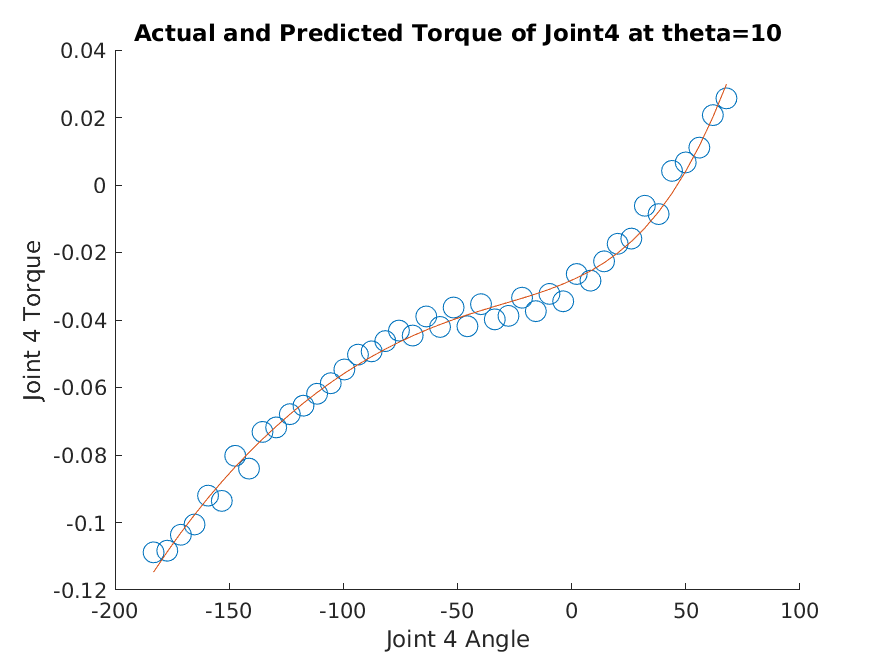 Actual and Predicted Torque of Joint4 at theta=10
0.04
0.02
0
-0.02
-0.04
-0.06
-0.08
-0.1
-0.12
Joint 4 Torque
-200 -150 -100 -50 0 50 100
Joint 4 Angle